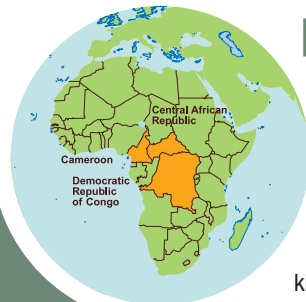 Central African
Republic
Cameroon
Democratic
Republic
of Congo
k